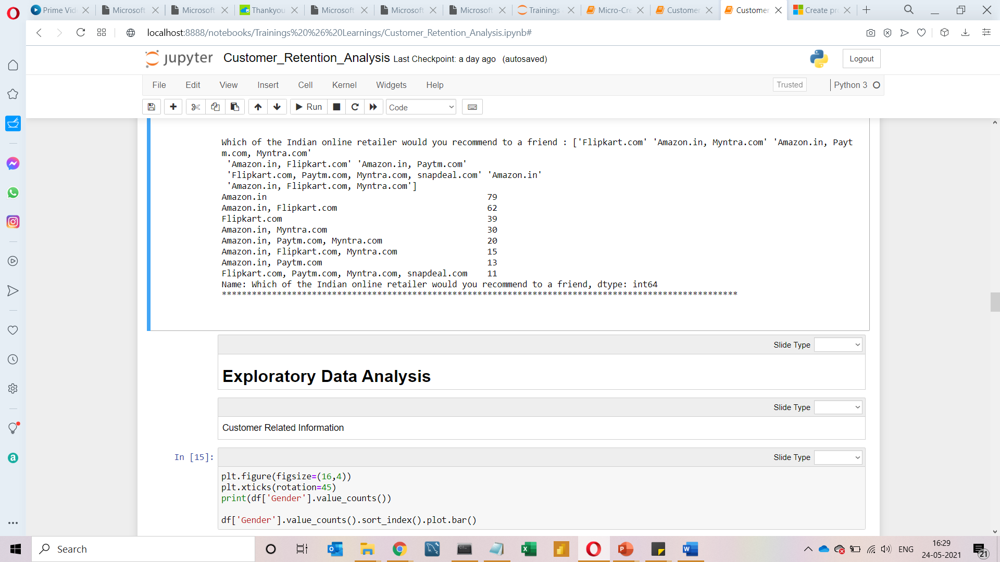 Prime Vid
Microsoft
Microsoft
Thankyou
Microsoft
Microsoft
Microsoft
Trainings
Micro-Cre
Customer
Customer
Create pr
localhost:8888/notebooks/Trainings%20%26%20Learnings/Customer_Retention_Analysis.ipynb#
jupyter Customer_Retention_Analysis Last Checkpoint: a day ago (autosaved)
Logout
File Edit View Insert Cell Kernel Widgets Help
Trusted
Python 3
Run
Code
Which of the Indian online retailer would you recommend to a friend : ['Flipkart.com' 'Amazon.in, Myntra.com' 'Amazon.in, Payt
m.com, Myntra.com'
'Amazon.in, Flipkart.com' 'Amazon.in, Paytm.com'
'Flipkart.com, Paytm.com, Myntra.com, snapdeal.com' 'Amazon.in'
'Amazon.in, Flipkart.com, Myntra.com']
Amazon.in 79
Amazon.in, Flipkart.com 62
Flipkart.com 39
Amazon.in, Myntra.com 30
Amazon.in, Paytm.com, Myntra.com 20
Amazon.in, Flipkart.com, Myntra.com 15
Amazon.in, Paytm.com 13
Flipkart.com, Paytm.com, Myntra.com, snapdeal.com 11
Name: Which of the Indian online retailer would you recommend to a friend, dtype: int64
*******************************************************************************************************
Slide Type
Exploratory Data Analysis
Slide Type
Customer Related Information
In [15]:
Slide Type
plt.figure(figsize=(16,4))
plt.xticks(rotation=45)
print(df['Gender'].value_counts())
df['Gender'].value_counts().sort_index().plot.bar()
Search
ENG
16:29
24-05-2021
21